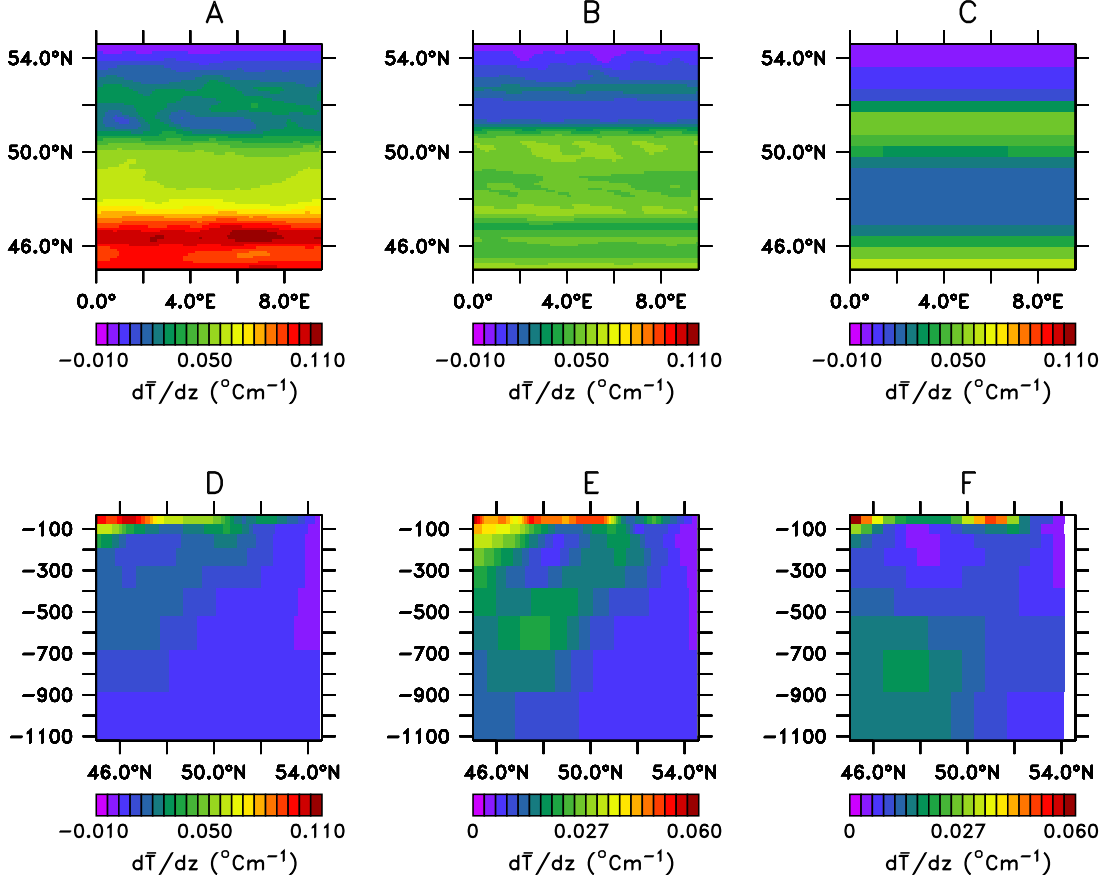 A B C
54.0°N 54.0°N 54.0°N
50.0°N 50.0°N 50.0°N
46.0°N 46.0°N 46.0°N
0.0° 4.0°E 8.0°E 0.0° 4.0°E 8.0°E 0.0° 4.0°E 8.0°E
−0.010 0.050 0.110 −0.010 0.050 0.110 −0.010 0.050 0.110
dT̅/dz (°Cm⁻¹) dT̅/dz (°Cm⁻¹) dT̅/dz (°Cm⁻¹)
D E F
−100 −100 −100
−300 −300 −300
−500 −500 −500
−700 −700 −700
−900 −900 −900
−1100 −1100 −1100
46.0°N 50.0°N 54.0°N 46.0°N 50.0°N 54.0°N 46.0°N 50.0°N 54.0°N
−0.010 0.050 0.110 0 0.027 0.060 0 0.027 0.060
dT̅/dz (°Cm⁻¹) dT̅/dz (°Cm⁻¹) dT̅/dz (°Cm⁻¹)